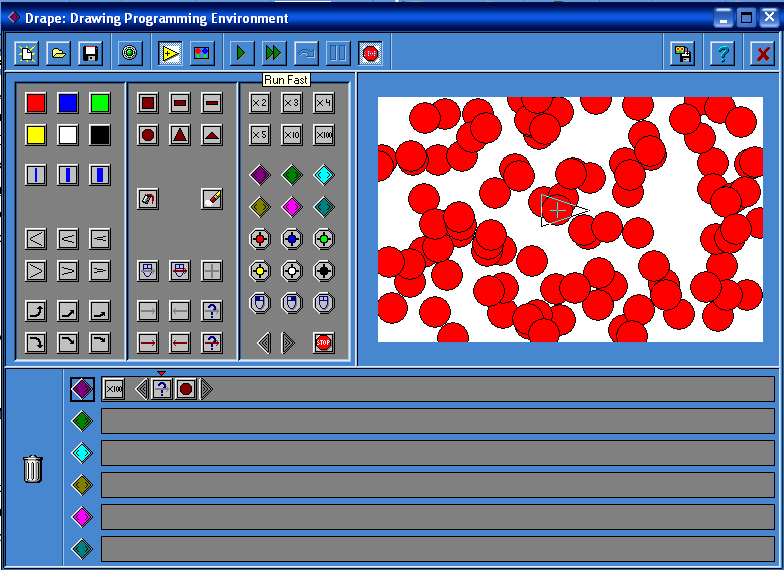 Drape: Drawing Programming Environment
STOP
?
Run Fast
×2 ×3 ×4
×5 ×10 ×100
?
?
STOP
×100 ?